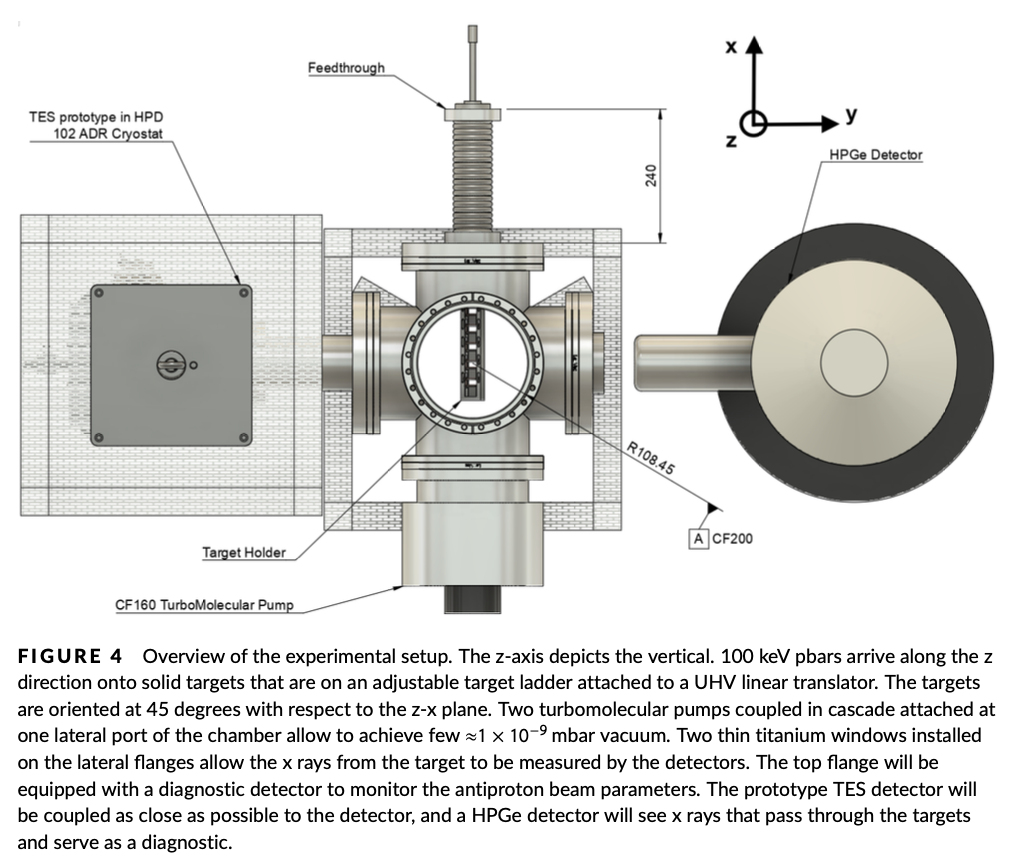 Feedthrough
TES prototype in HPD
102 ADR Cryostat
240
x
y
z
HPGe Detector
R108.45
A CF200
Target Holder
CF160 TurboMolecular Pump
FIGURE 4 Overview of the experimental setup. The z-axis depicts the vertical. 100 keV pbars arrive along the z
direction onto solid targets that are on an adjustable target ladder attached to a UHV linear translator. The targets
are oriented at 45 degrees with respect to the z-x plane. Two turbomolecular pumps coupled in cascade attached at
one lateral port of the chamber allow to achieve few ≈1 × 10⁻⁹ mbar vacuum. Two thin titanium windows installed
on the lateral flanges allow the x rays from the target to be measured by the detectors. The top flange will be
equipped with a diagnostic detector to monitor the antiproton beam parameters. The prototype TES detector will
be coupled as close as possible to the detector, and a HPGe detector will see x rays that pass through the targets
and serve as a diagnostic.